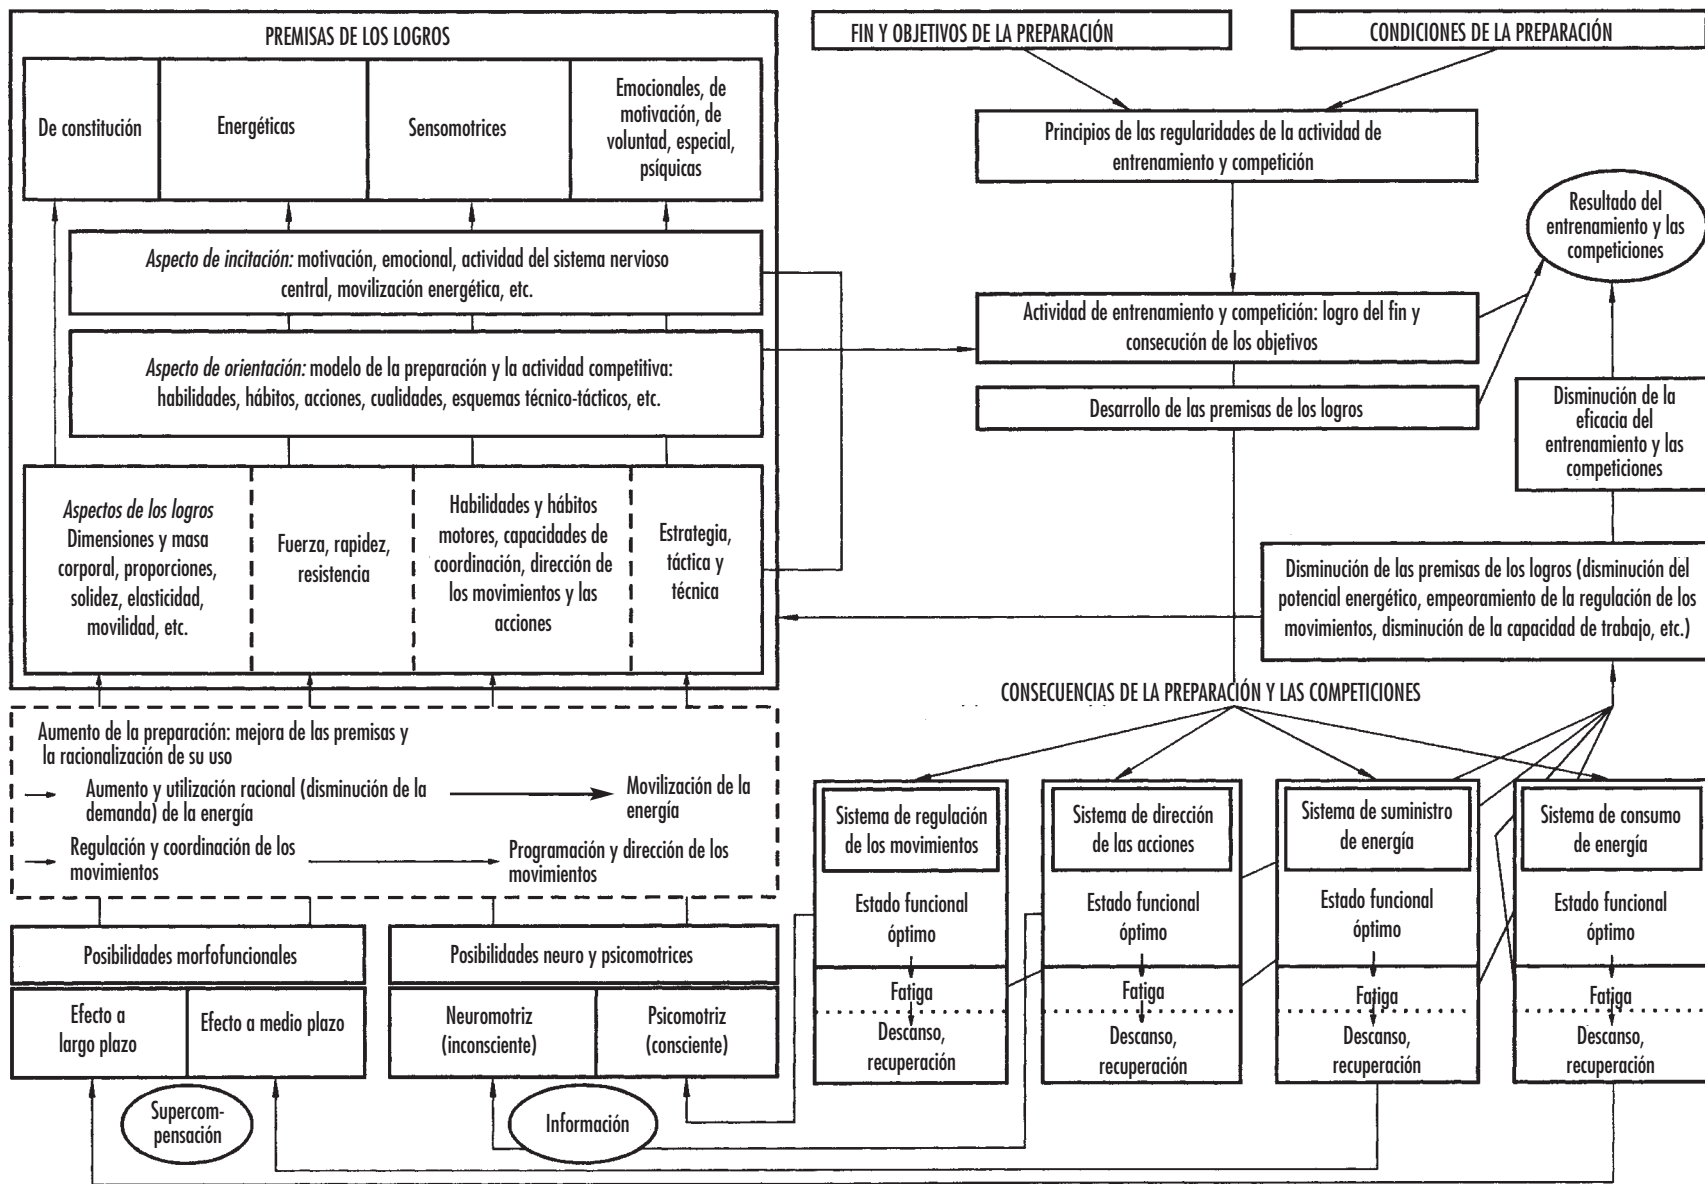 PREMISAS DE LOS LOGROS
De constitución
Energéticas
Sensomotrices
Emocionales, de
motivación, de
voluntad, especial,
psíquicas
Aspecto de incitación: motivación, emocional, actividad del sistema nervioso
central, movilización energética, etc.
Aspecto de orientación: modelo de la preparación y la actividad competitiva:
habilidades, hábitos, acciones, cualidades, esquemas técnico-tácticos, etc.
Aspectos de los logros
Dimensiones y masa
corporal, proporciones,
solidez, elasticidad,
movilidad, etc.
Fuerza, rapidez,
resistencia
Habilidades y hábitos
motores, capacidades de
coordinación, dirección de
los movimientos y las
acciones
Estrategia,
táctica y
técnica
Aumento de la preparación: mejora de las premisas y
la racionalización de su uso
Aumento y utilización racional (disminución de la
demanda) de la energía
Movilización de la
energía
Regulación y coordinación de los
movimientos
Programación y dirección de los
movimientos
Posibilidades morfofuncionales
Efecto a
largo plazo
Efecto a medio plazo
Posibilidades neuro y psicomotrices
Neuromotriz
(inconsciente)
Psicomotriz
(consciente)
Supercom-
pensación
Información
FIN Y OBJETIVOS DE LA PREPARACIÓN
CONDICIONES DE LA PREPARACIÓN
Principios de las regularidades de la actividad de
entrenamiento y competición
Resultado del
entrenamiento y las
competiciones
Actividad de entrenamiento y competición: logro del fin y
consecución de los objetivos
Desarrollo de las premisas de los logros
Disminución de la
eficacia del
entrenamiento y las
competiciones
Disminución de las premisas de los logros (disminución del
potencial energético, empeoramiento de la regulación de los
movimientos, disminución de la capacidad de trabajo, etc.)
CONSECUENCIAS DE LA PREPARACIÓN Y LAS COMPETICIONES
Sistema de regulación
de los movimientos
Estado funcional
óptimo
Fatiga
Descanso,
recuperación
Sistema de dirección
de las acciones
Estado funcional
óptimo
Fatiga
Descanso,
recuperación
Sistema de suministro
de energía
Estado funcional
óptimo
Fatiga
Descanso,
recuperación
Sistema de consumo
de energía
Estado funcional
óptimo
Fatiga
Descanso,
recuperación